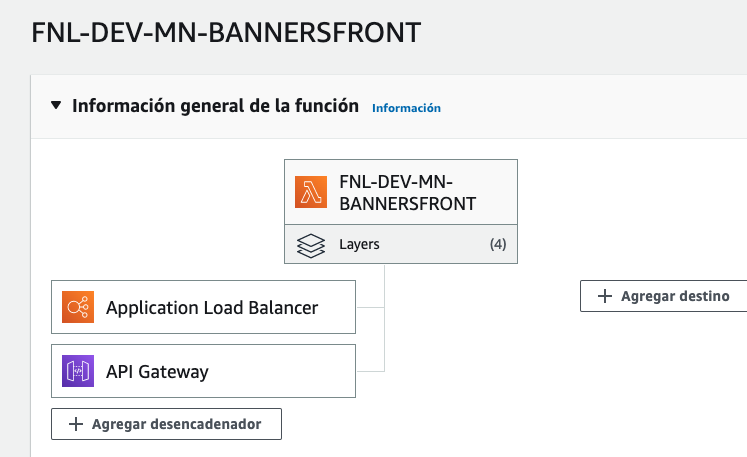 FNL-DEV-MN-BANNERSFRONT
Información general de la función Información
FNL-DEV-MN-
BANNERSFRONT
Layers (4)
Application Load Balancer
Agregar destino
API Gateway
Agregar desencadenador